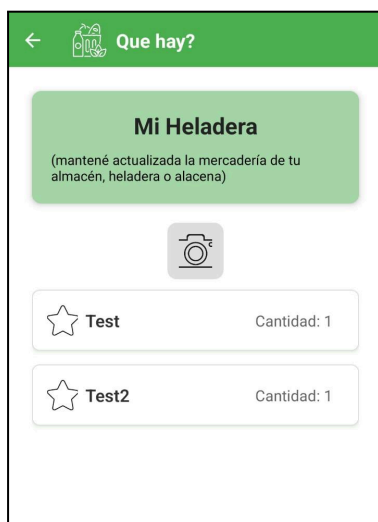 Que hay?
Mi Heladera
(mantené actualizada la mercadería de tu
almacén, heladera o alacena)
Test Cantidad: 1
Test2 Cantidad: 1